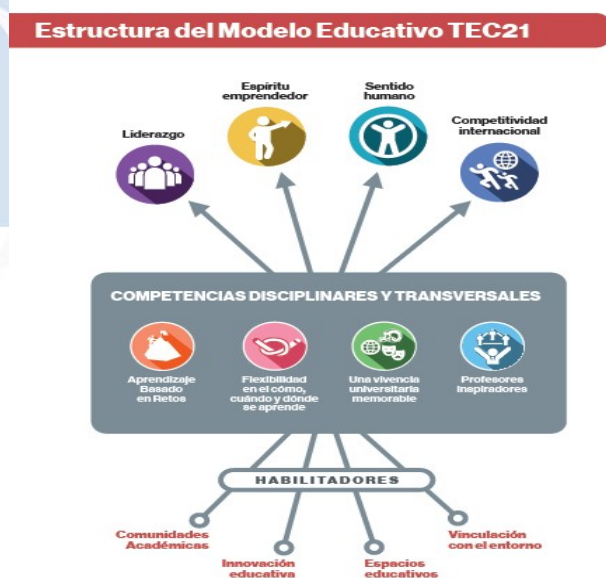 Estructura del Modelo Educativo TEC21
Liderazgo
Espíritu
emprendedor
Sentido
humano
Competitividad
internacional
COMPETENCIAS DISCIPLINARES Y TRANSVERSALES
Aprendizaje
Basado
en Retos
Flexibilidad
en el cómo,
cuándo y dónde
se aprende
Una vivencia
universitaria
memorable
Profesores
Inspiradores
HABILITADORES
Comunidades
Académicas
Innovación
educativa
Espacios
educativos
Vinculación
con el entorno